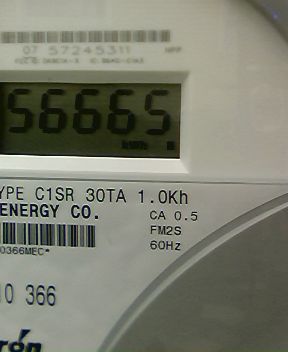 07 57245311
56665
kWh
YPE C1SR 30TA 1.0Kh
ENERGY CO.
CA 0.5
FM2S
60Hz
0366MEC*
10 366
rón